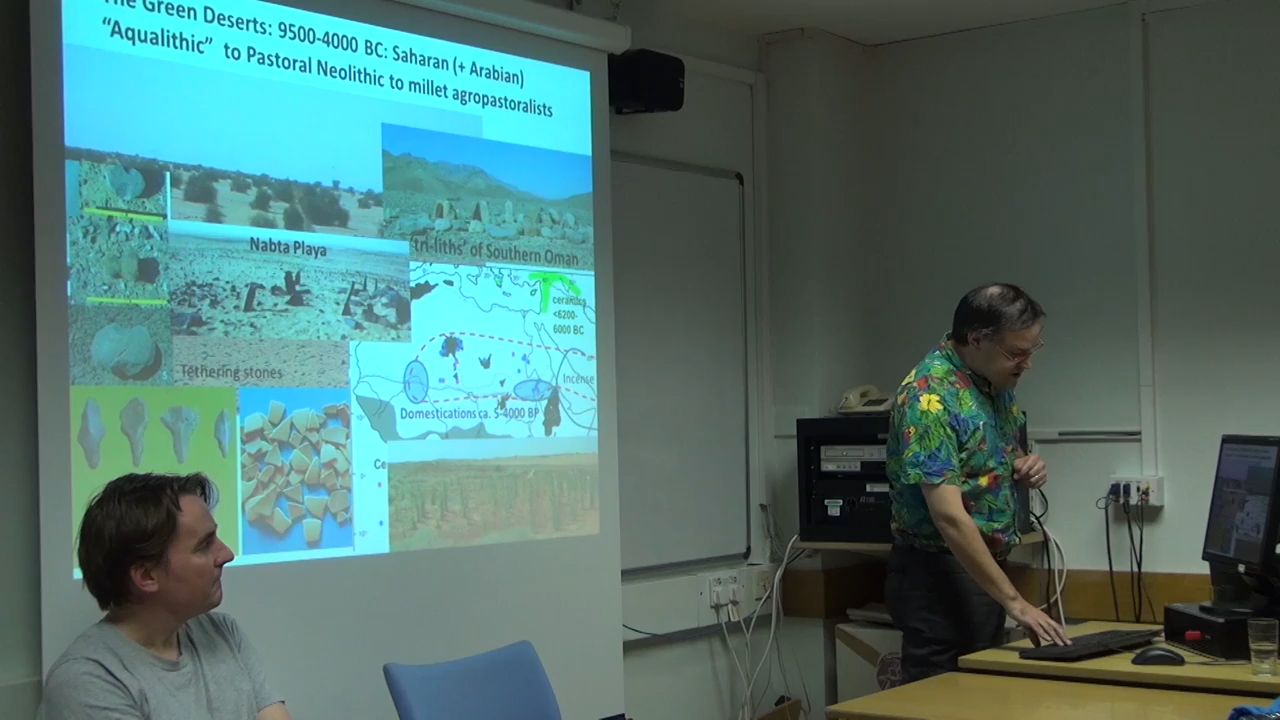 The Green Deserts: 9500-4000 BC: Saharan (+ Arabian)
“Aqualithic” to Pastoral Neolithic to millet agropastoralists
Nabta Playa
'tri-liths' of Southern Oman
ceramics
<6200-
6000 BC
Tethering stones
Incense
Domestications ca. 5-4000 BP
Ce